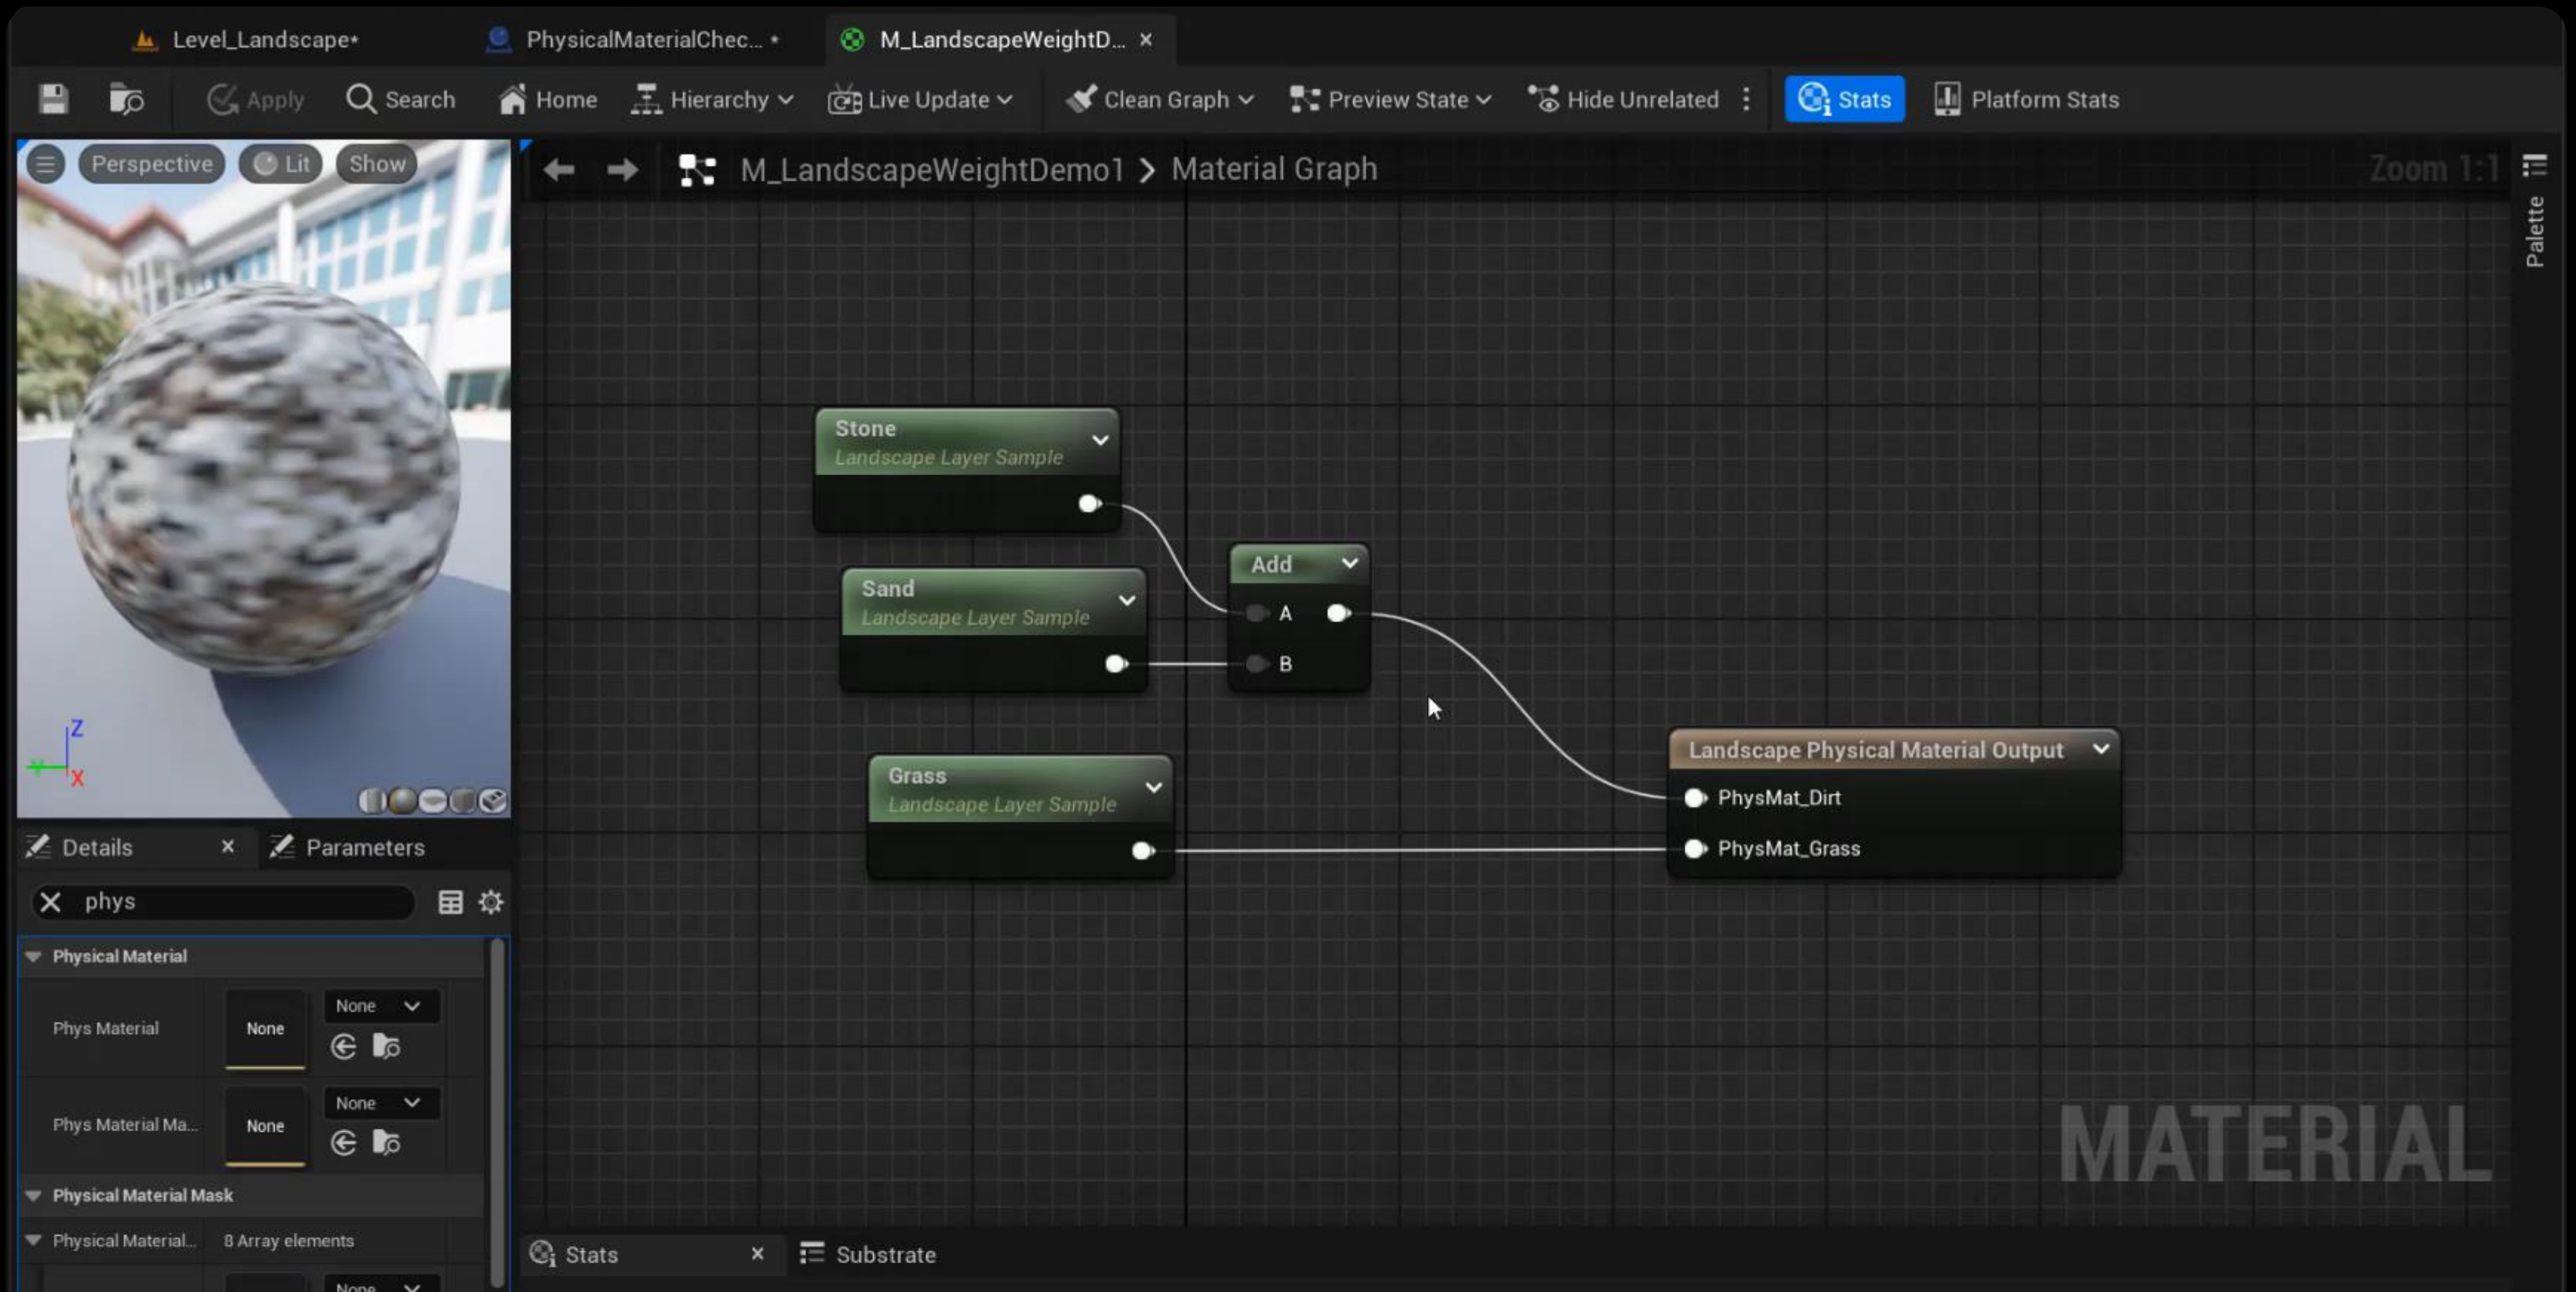 Level_Landscape*
PhysicalMaterialChec... *
M_LandscapeWeightD...
Apply
Search
Home
Hierarchy
Live Update
Clean Graph
Preview State
Hide Unrelated
Stats
Platform Stats
Perspective
Lit
Show
M_LandscapeWeightDemo1
Material Graph
Zoom 1:1
Palette
Stone
Landscape Layer Sample
Sand
Landscape Layer Sample
Add
A
B
Grass
Landscape Layer Sample
Landscape Physical Material Output
PhysMat_Dirt
PhysMat_Grass
Z
Y
X
Details
Parameters
phys
Physical Material
Phys Material
None
None
Phys Material Ma...
None
None
Physical Material Mask
Physical Material...
8 Array elements
None
MATERIAL
Stats
Substrate